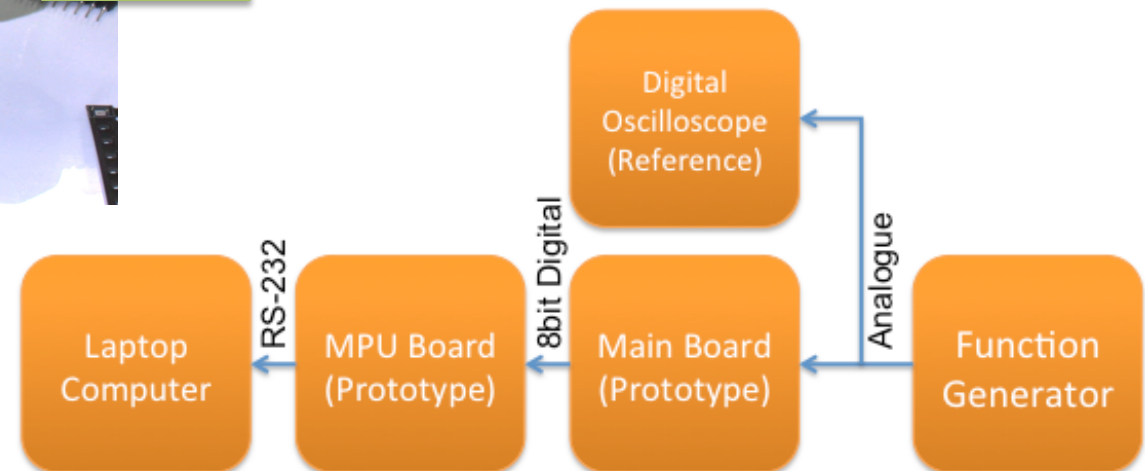 Digital
Oscilloscope
(Reference)
RS-232
8bit Digital
Analogue
Laptop
Computer
MPU Board
(Prototype)
Main Board
(Prototype)
Function
Generator